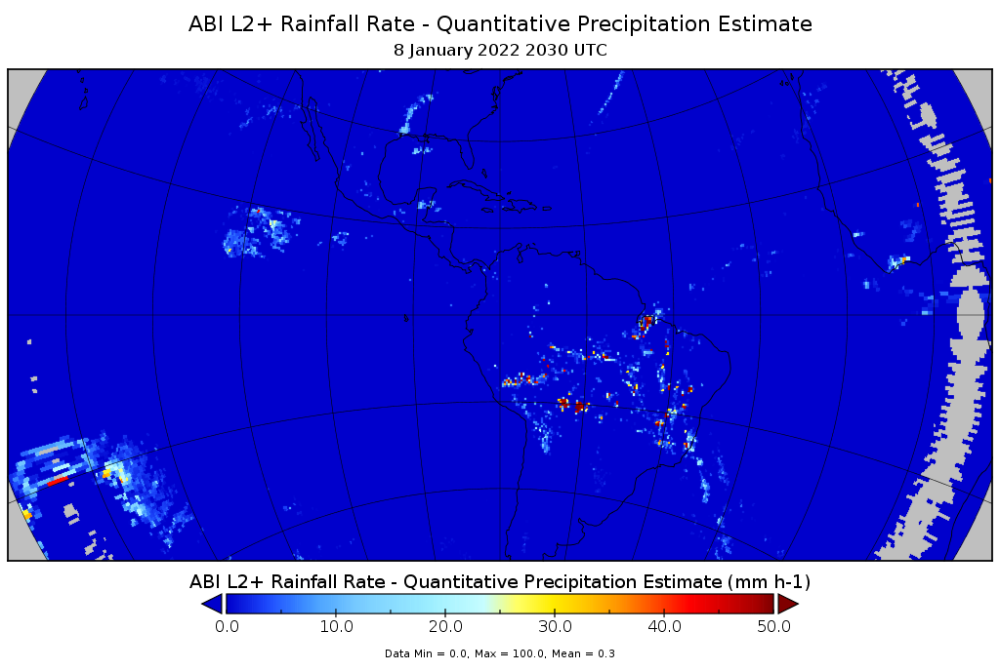 ABI L2+ Rainfall Rate - Quantitative Precipitation Estimate
8 January 2022 2030 UTC
ABI L2+ Rainfall Rate - Quantitative Precipitation Estimate (mm h-1)
0.0 10.0 20.0 30.0 40.0 50.0
Data Min = 0.0, Max = 100.0, Mean = 0.3